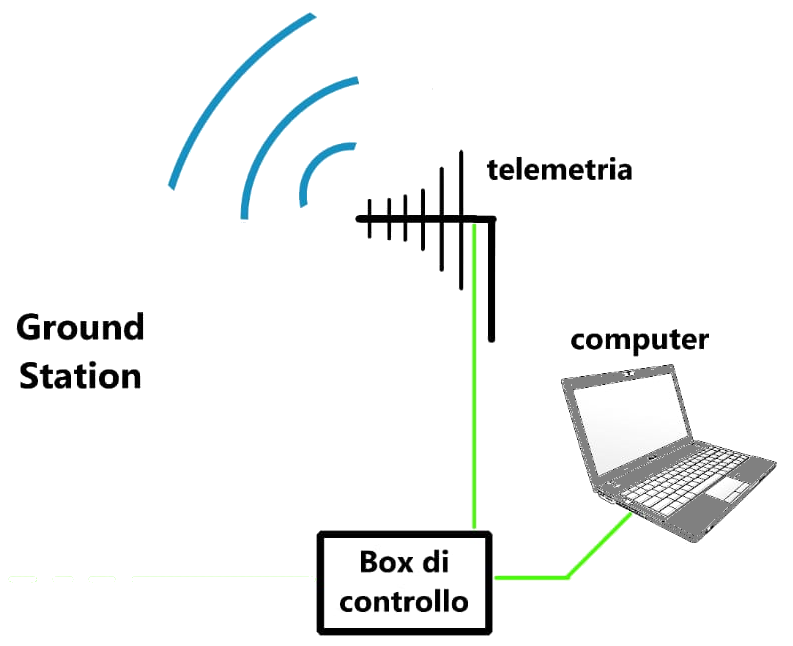 telemetria
Ground
Station
computer
Box di
controllo